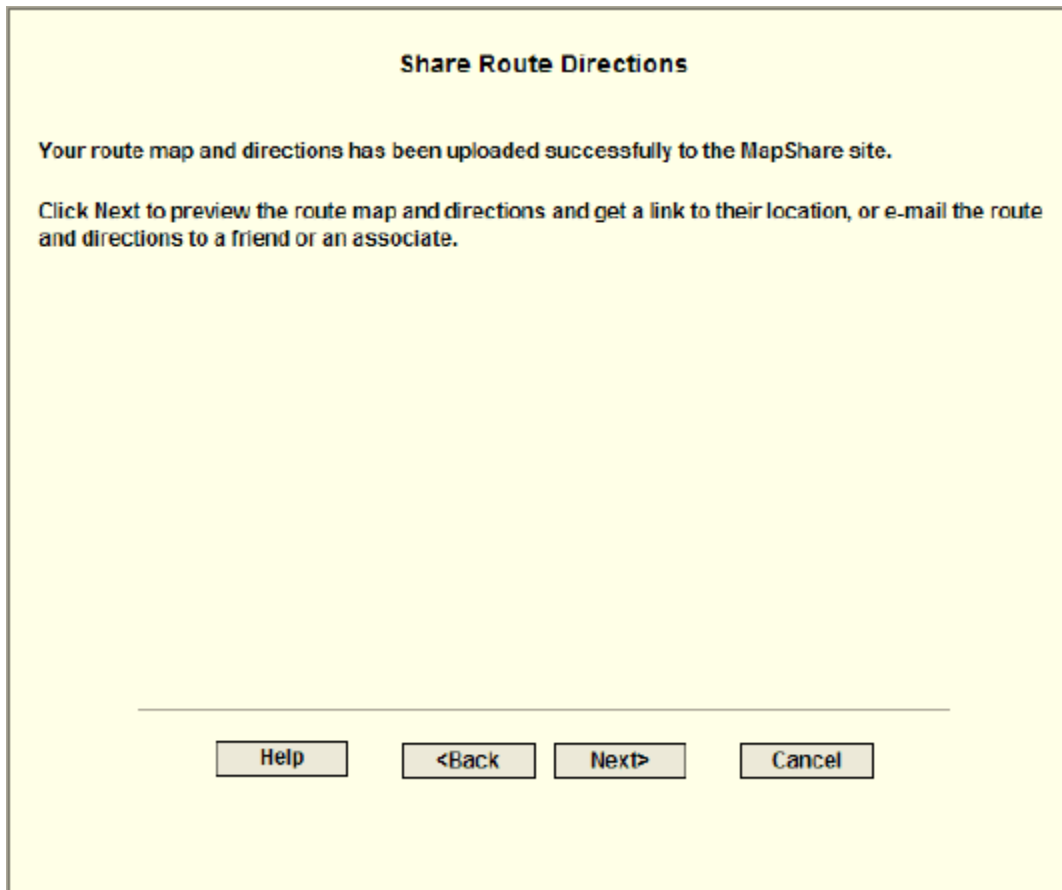 Share Route Directions
Your route map and directions has been uploaded successfully to the MapShare site.
Click Next to preview the route map and directions and get a link to their location, or e-mail the route
and directions to a friend or an associate.
Help <Back Next> Cancel